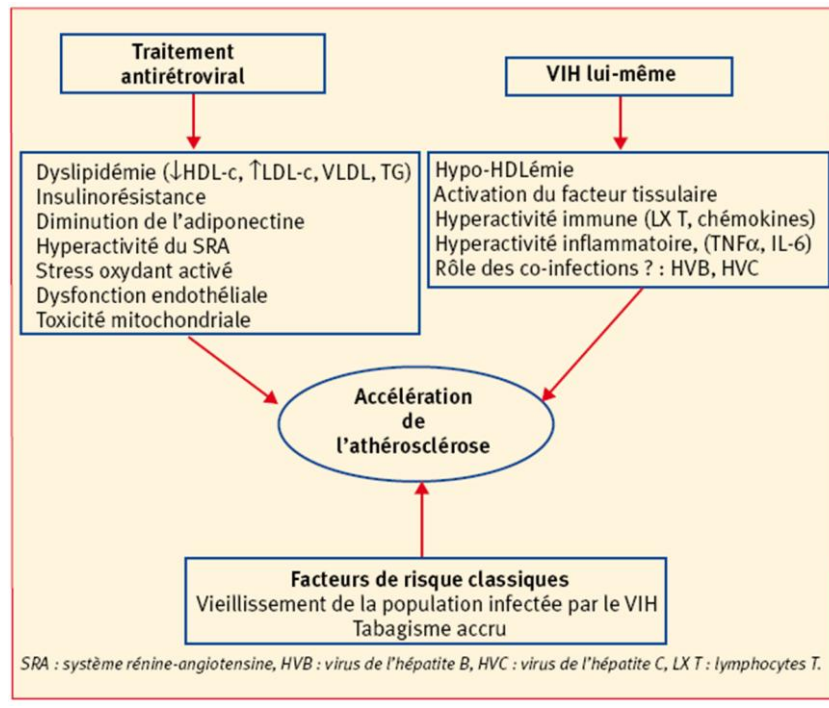 Traitement
antirétroviral
VIH lui-même
Dyslipidémie (↓HDL-c, ↑LDL-c, VLDL, TG)
Insulinorésistance
Diminution de l'adiponectine
Hyperactivité du SRA
Stress oxydant activé
Dysfonction endothéliale
Toxicité mitochondriale
Hypo-HDLémie
Activation du facteur tissulaire
Hyperactivité immune (LX T, chémokines)
Hyperactivité inflammatoire, (TNFα, IL-6)
Rôle des co-infections ? : HVB, HVC
Accélération
de
l'athérosclérose
Facteurs de risque classiques
Vieillissement de la population infectée par le VIH
Tabagisme accru
SRA : système rénine-angiotensine, HVB : virus de l'hépatite B, HVC : virus de l'hépatite C, LX T : lymphocytes T.